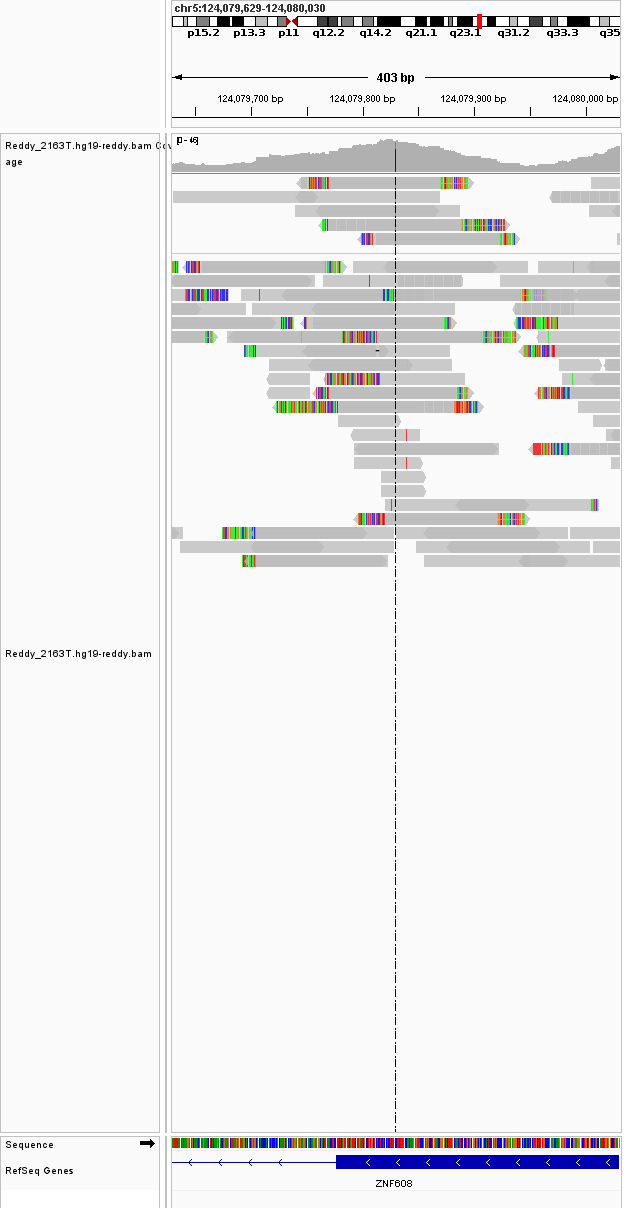 chr5:124,079,629-124,080,030
p15.2 p13.3 p11 q12.2 q14.2 q21.1 q23.1 q31.2 q33.3 q35
403 bp
124,079,700 bp 124,079,800 bp 124,079,900 bp 124,080,000 bp
Reddy_2163T.hg19-reddy.bam Cov
age
[0 - 46]
Reddy_2163T.hg19-reddy.bam
Sequence
RefSeq Genes
ZNF608